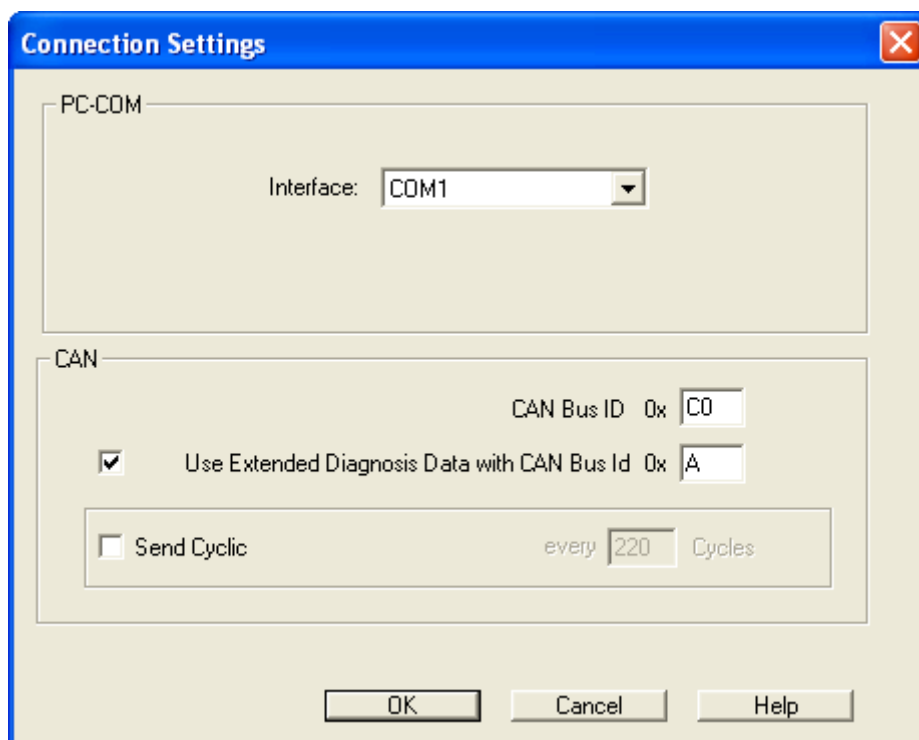 Connection Settings
PC-COM
Interface: COM1
CAN
CAN Bus ID 0x C0
Use Extended Diagnosis Data with CAN Bus Id 0x A
Send Cyclic every 220 Cycles
OK Cancel Help